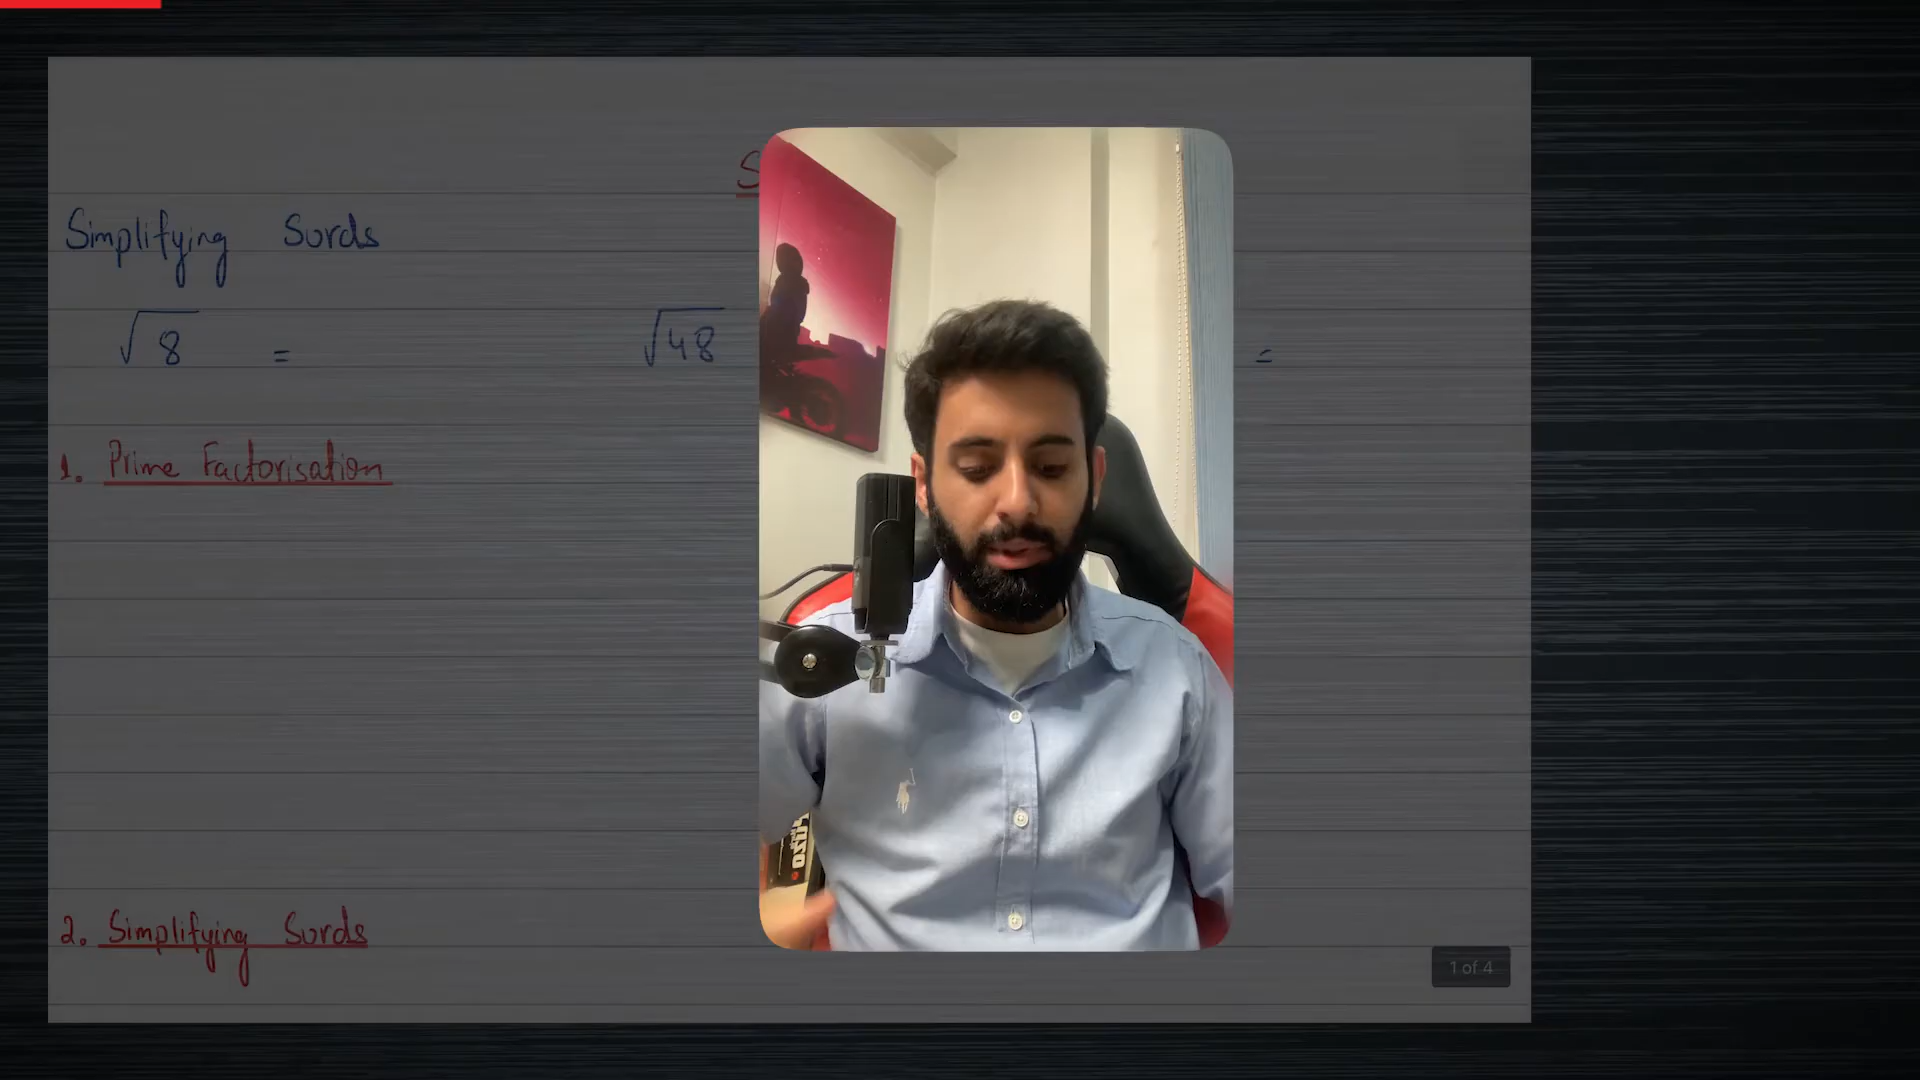 S
Simplifying Surds
√8 =
√48
=
1. Prime Factorisation
2. Simplifying Surds
1 of 4